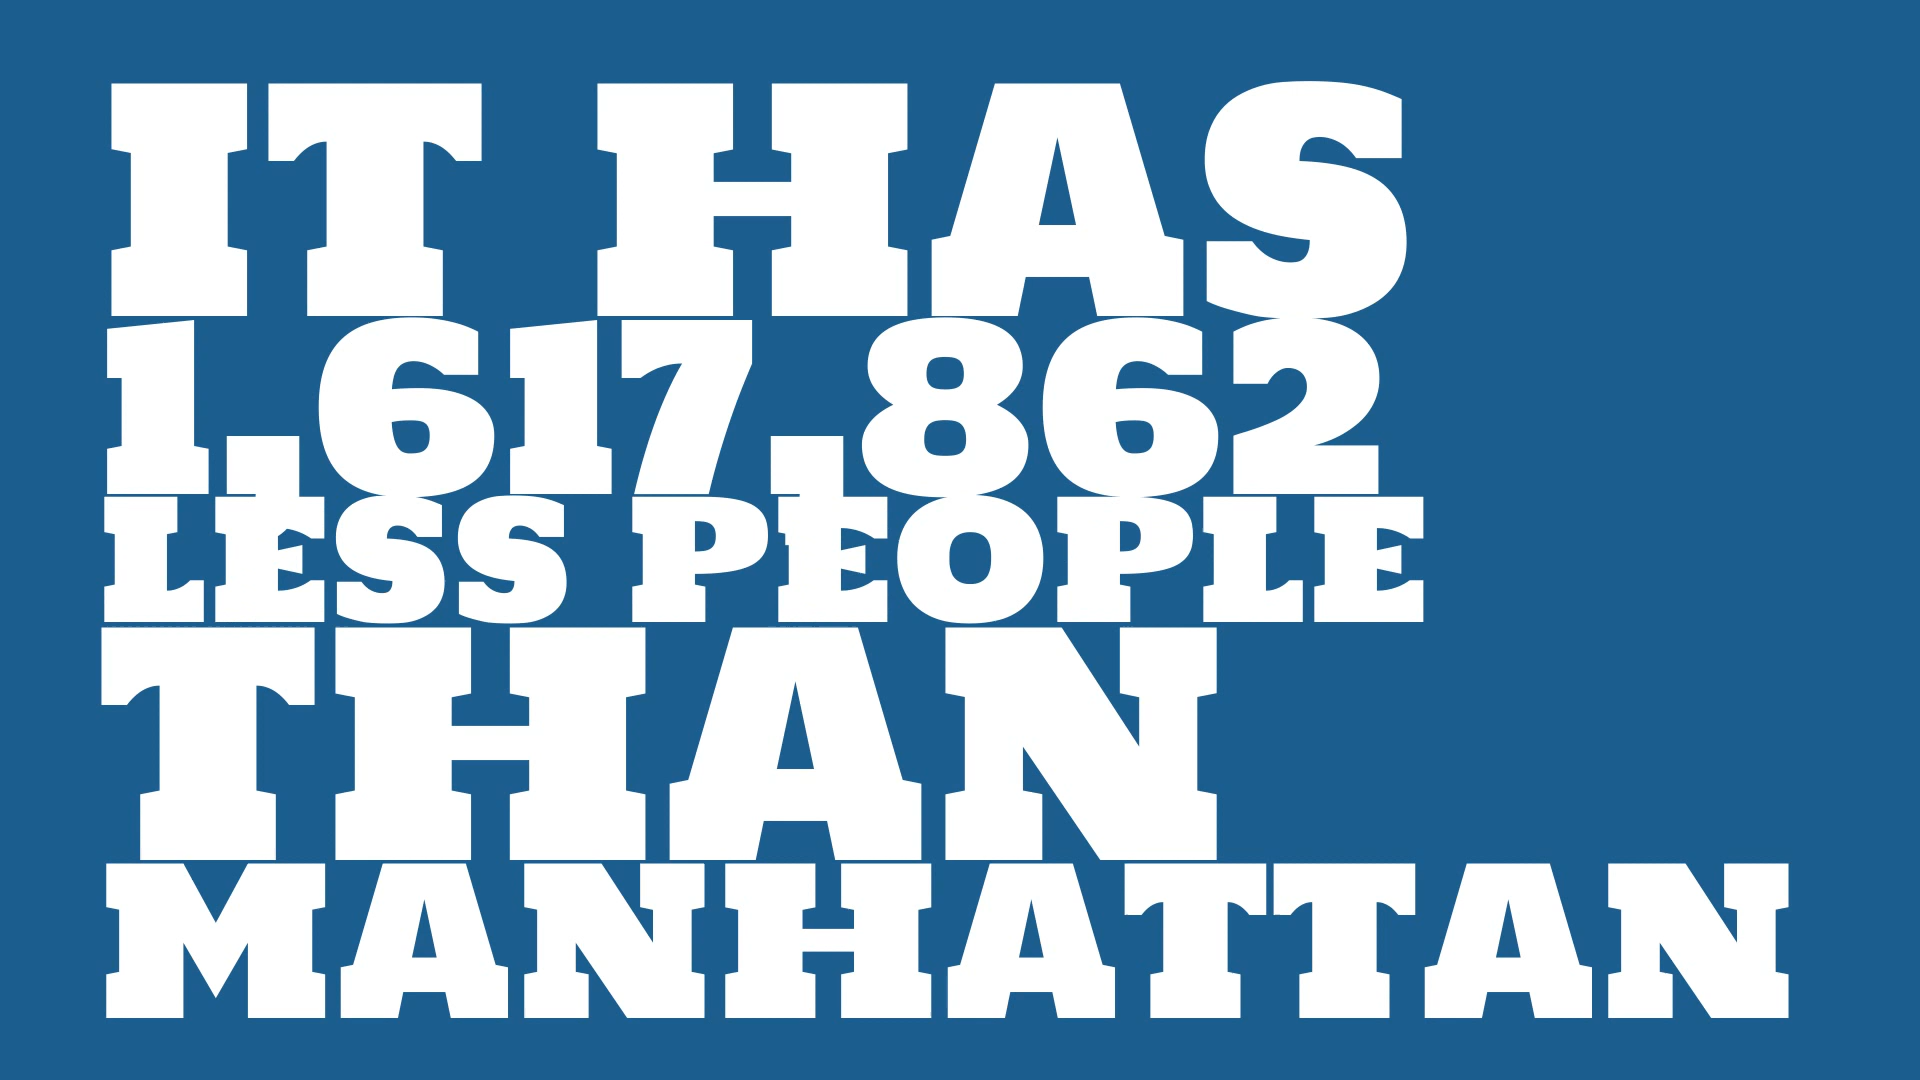 IT HAS
1,617,862
LESS PEOPLE
THAN
MANHATTAN